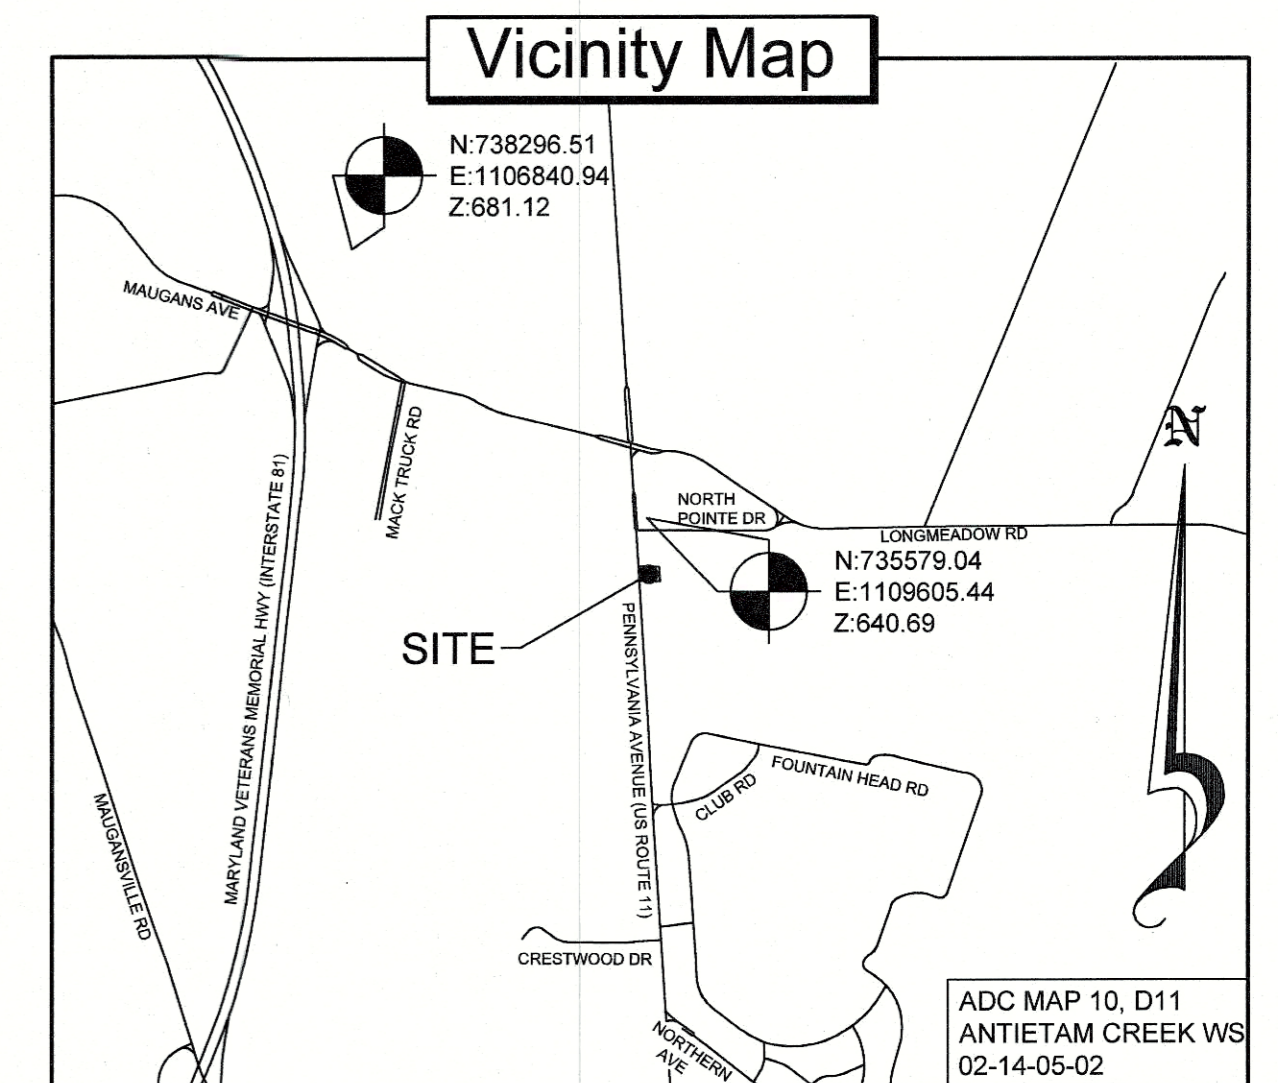 Vicinity Map
N:738296.51
E:1106840.94
Z:681.12
MAUGANS AVE
MACK TRUCK RD
N
NORTH
POINTE DR
LONGMEADOW RD
N:735579.04
E:1109605.44
Z:640.69
SITE
MARYLAND VETERANS MEMORIAL HWY (INTERSTATE 81)
PENNSYLVANIA AVENUE (US ROUTE 11)
FOUNTAIN HEAD RD
CLUB RD
MAUGANSVILLE RD
CRESTWOOD DR
NORTHERN
AVE
ADC MAP 10, D11
ANTIETAM CREEK WS
02-14-05-02